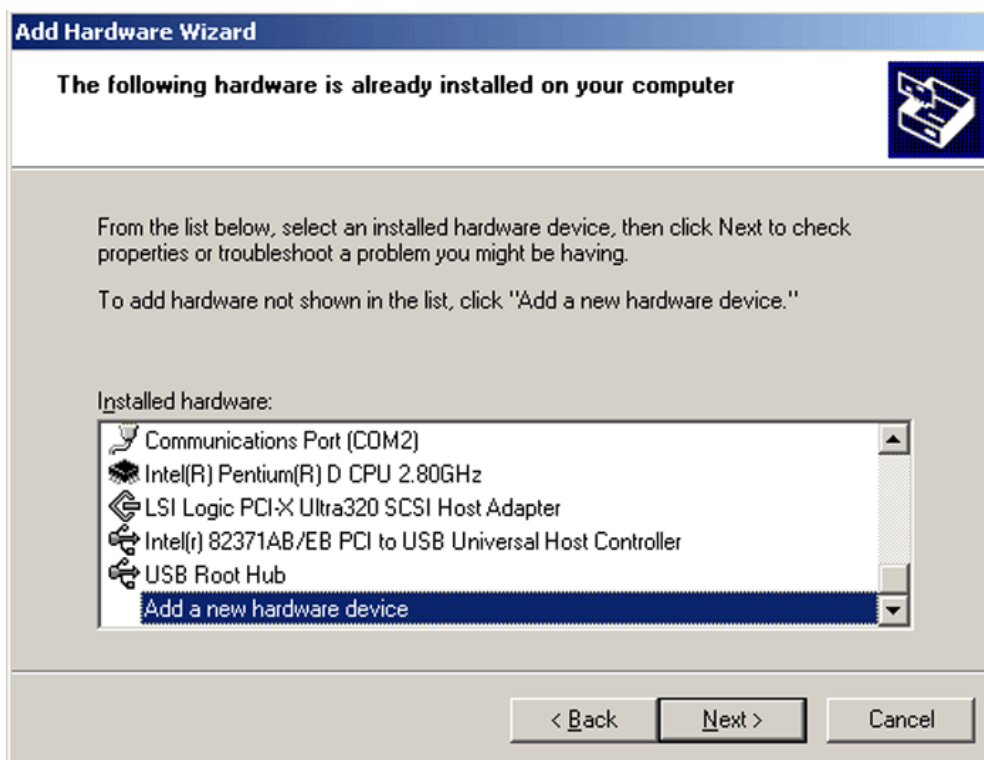 Add Hardware Wizard
The following hardware is already installed on your computer
From the list below, select an installed hardware device, then click Next to check
properties or troubleshoot a problem you might be having.
To add hardware not shown in the list, click "Add a new hardware device."
Installed hardware:
Communications Port (COM2)
Intel(R) Pentium(R) D CPU 2.80GHz
LSI Logic PCI-X Ultra320 SCSI Host Adapter
Intel(r) 82371AB/EB PCI to USB Universal Host Controller
USB Root Hub
Add a new hardware device
< Back Next > Cancel